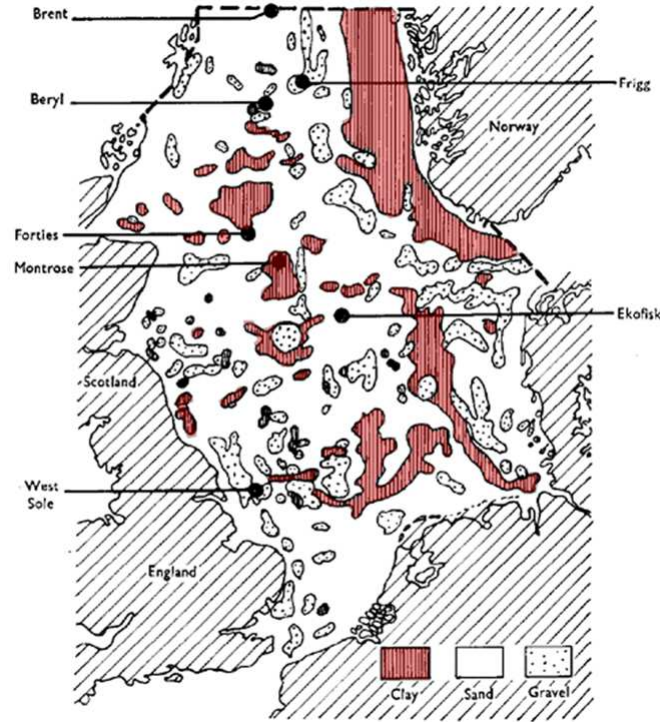 Brent
Frigg
Beryl
Norway
Forties
Montrose
Ekofisk
Scotland
West
Sole
England
Clay
Sand
Gravel